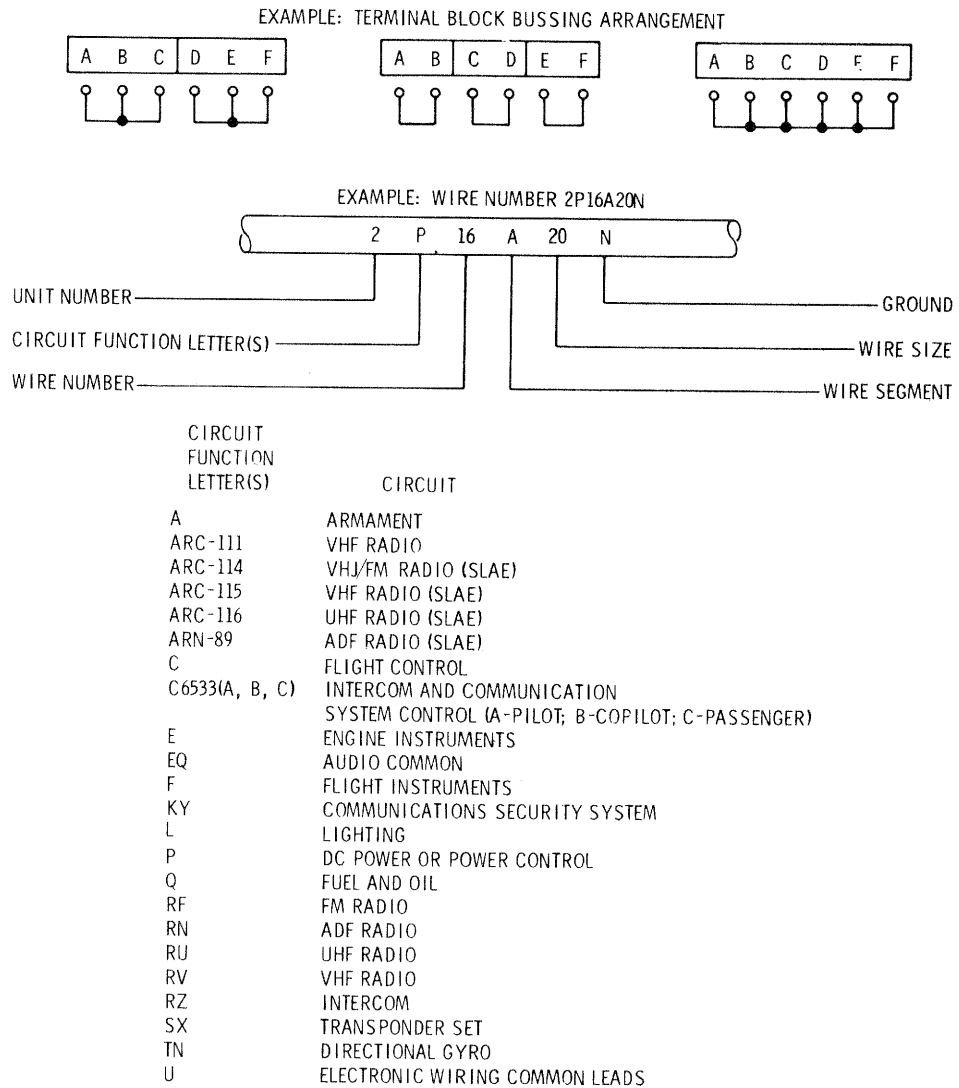 EXAMPLE: TERMINAL BLOCK BUSSING ARRANGEMENT
A B C D E F
A B C D E F
A B C D E F
EXAMPLE: WIRE NUMBER 2P16A20N
2 P 16 A 20 N
UNIT NUMBER
GROUND
CIRCUIT FUNCTION LETTER(S)
WIRE SIZE
WIRE NUMBER
WIRE SEGMENT
CIRCUIT
FUNCTION
LETTER(S) CIRCUIT
A ARMAMENT
ARC-111 VHF RADIO
ARC-114 VHJ/FM RADIO (SLAE)
ARC-115 VHF RADIO (SLAE)
ARC-116 UHF RADIO (SLAE)
ARN-89 ADF RADIO (SLAE)
C FLIGHT CONTROL
C6533(A, B, C) INTERCOM AND COMMUNICATION
SYSTEM CONTROL (A-PILOT; B-COPILOT; C-PASSENGER)
E ENGINE INSTRUMENTS
EQ AUDIO COMMON
F FLIGHT INSTRUMENTS
KY COMMUNICATIONS SECURITY SYSTEM
L LIGHTING
P DC POWER OR POWER CONTROL
Q FUEL AND OIL
RF FM RADIO
RN ADF RADIO
RU UHF RADIO
RV VHF RADIO
RZ INTERCOM
SX TRANSPONDER SET
TN DIRECTIONAL GYRO
U ELECTRONIC WIRING COMMON LEADS